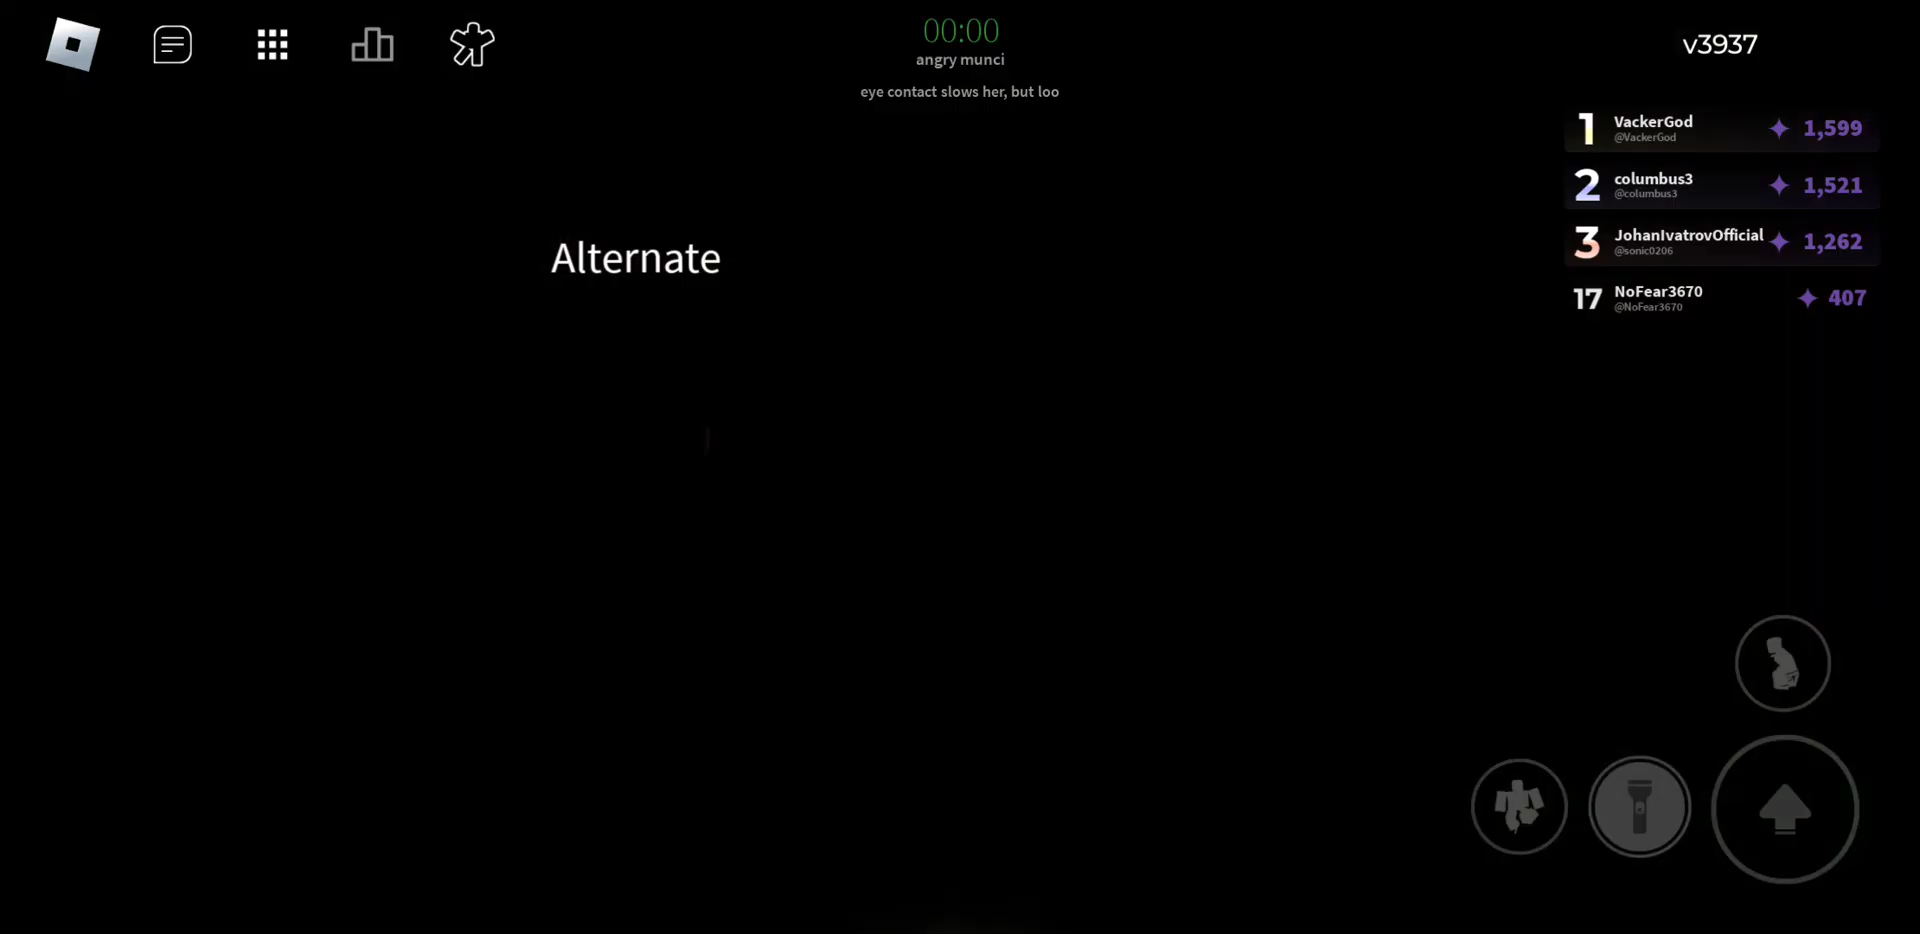 00:00
angry munci
eye contact slows her, but loo
v3937
1 VackerGod 1,599
@VackerGod
2 columbus3 1,521
@columbus3
3 JohanIvatrovOfficial 1,262
@sonic0206
17 NoFear3670 407
@NoFear3670
Alternate